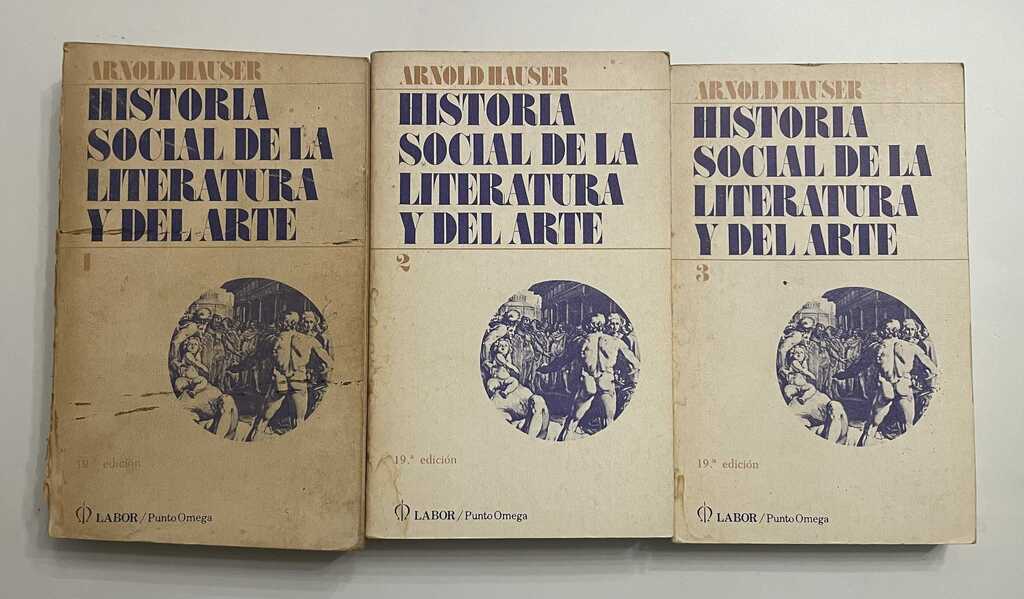 ARNOLD HAUSER
HISTORIA
SOCIAL DE LA
LITERATURA
Y DEL ARTE
1
19.ª edición
LABOR / Punto Omega
ARNOLD HAUSER
HISTORIA
SOCIAL DE LA
LITERATURA
Y DEL ARTE
2
19.ª edición
LABOR / Punto Omega
ARNOLD HAUSER
HISTORIA
SOCIAL DE LA
LITERATURA
Y DEL ARTE
3
19.ª edición
LABOR / Punto Omega